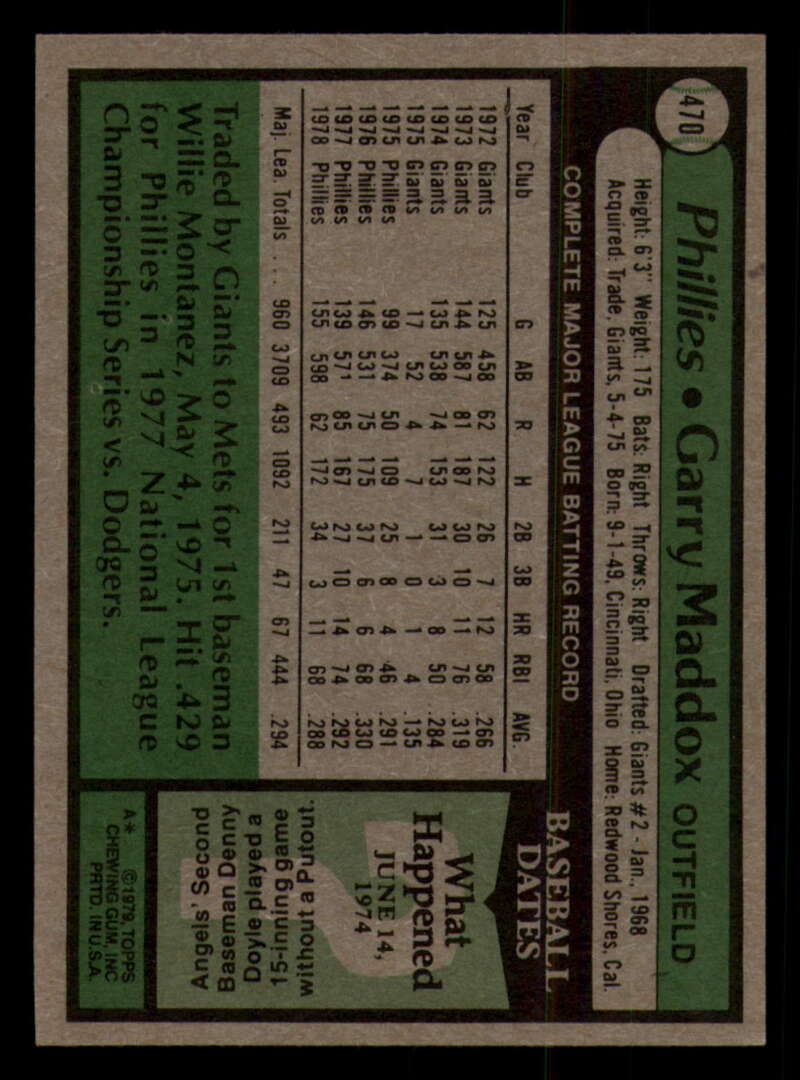 470
Phillies • Garry Maddox OUTFIELD
Height: 6'3" Weight: 175 Bats: Right Throws: Right Drafted: Giants #2 - Jan., 1968
Acquired: Trade, Giants, 5-4-75 Born: 9-1-49, Cincinnati, Ohio Home: Redwood Shores, Cal.
COMPLETE MAJOR LEAGUE BATTING RECORD
Year Club G AB R H 2B 3B HR RBI AVG.
1972 Giants 125 458 62 122 26 7 12 58 .266
1973 Giants 144 587 81 187 30 10 11 76 .319
1974 Giants 135 538 74 153 31 3 8 50 .284
1975 Giants 17 52 4 7 1 0 1 4 .135
1975 Phillies 99 374 50 109 25 8 4 46 .291
1976 Phillies 146 531 75 175 37 6 6 68 .330
1977 Phillies 139 571 85 167 27 10 14 74 .292
1978 Phillies 155 598 62 172 34 3 11 68 .288
Maj. Lea. Totals . . . 960 3709 493 1092 211 47 67 444 .294
Traded by Giants to Mets for 1st baseman
Willie Montanez, May 4, 1975. Hit .429
for Phillies in 1977 National League
Championship Series vs. Dodgers.
BASEBALL
DATES
What
Happened
JUNE 14,
1974
Angels' Second
Baseman Denny
Doyle played a
15-inning game
without a Putout.
A* ©1979, TOPPS
CHEWING GUM, INC
PRTD. IN U.S.A.